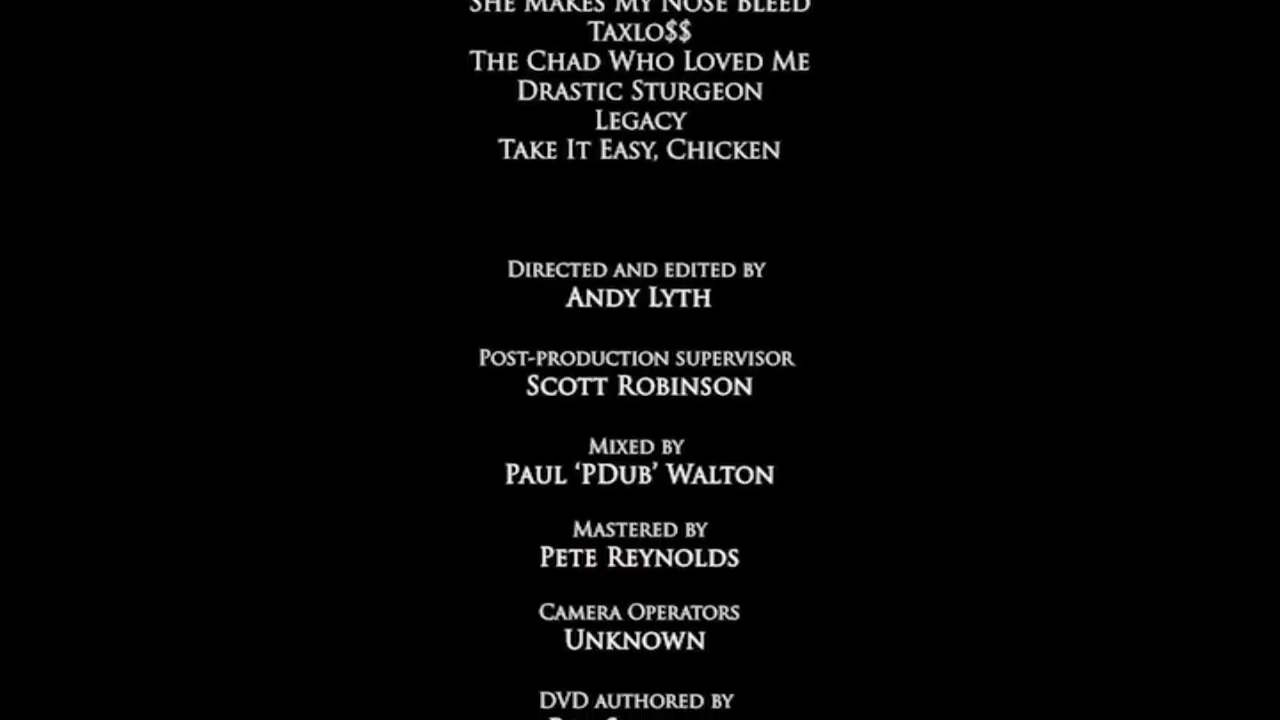 SHE MAKES MY NOSE BLEED
TAXLO$$
THE CHAD WHO LOVED ME
DRASTIC STURGEON
LEGACY
TAKE IT EASY, CHICKEN
DIRECTED AND EDITED BY
ANDY LYTH
POST-PRODUCTION SUPERVISOR
SCOTT ROBINSON
MIXED BY
PAUL ‘PDUB’ WALTON
MASTERED BY
PETE REYNOLDS
CAMERA OPERATORS
UNKNOWN
DVD AUTHORED BY